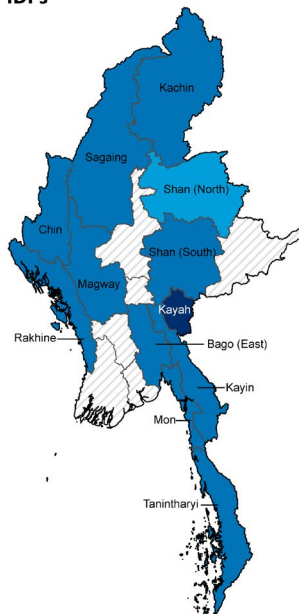 IDPs
Kachin
Sagaing
Shan (North)
Chin
Shan (South)
Magway
Kayah
Rakhine
Bago (East)
Kayin
Mon
Tanintharyi